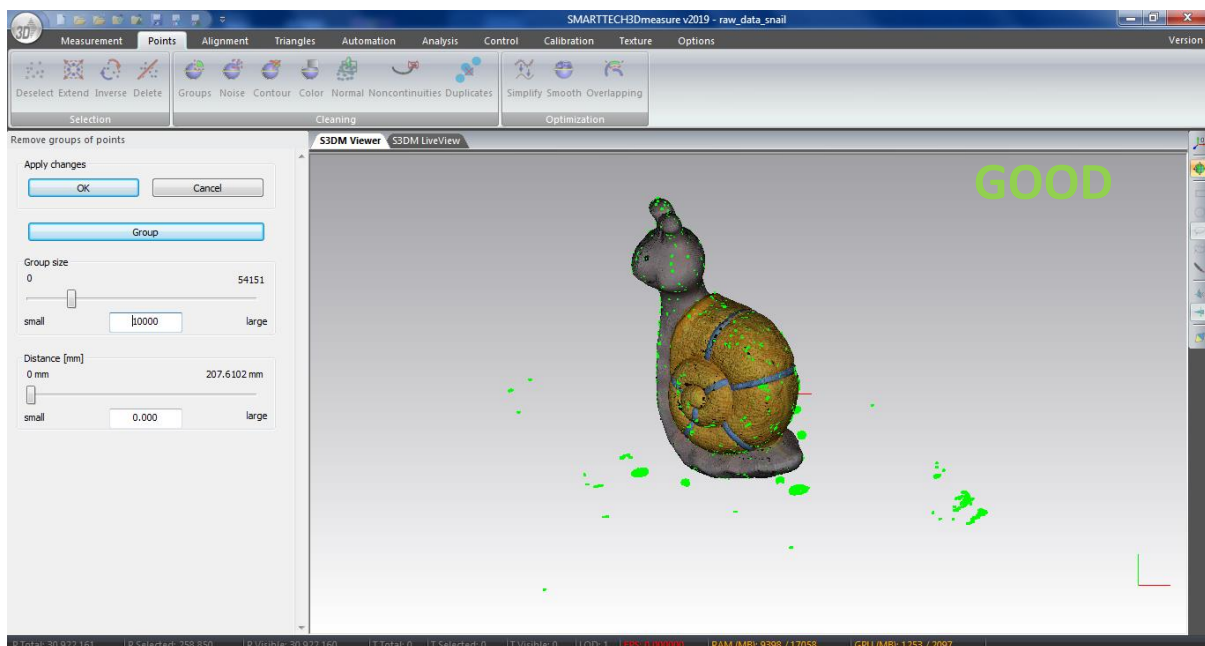 3D
SMARTTECH3Dmeasure v2019 - raw_data_snail
Measurement Points Alignment Triangles Automation Analysis Control Calibration Texture Options Version
Deselect Extend Inverse Delete Groups Noise Contour Color Normal Noncontinuities Duplicates Simplify Smooth Overlapping
Selection Cleaning Optimization
Remove groups of points
S3DM Viewer S3DM LiveView
Apply changes
OK Cancel
GOOD
Group
Group size
0 54151
small 10000 large
Distance [mm]
0 mm 207.6102 mm
small 0.000 large
P Total: 30 922 161 P Selected: 258 850 P Visible: 30 922 160 T Total: 0 T Selected: 0 T Visible: 0 LOD: 1 RAM (MB): 9398 / 17058 GPU (MB): 1253 / 2097